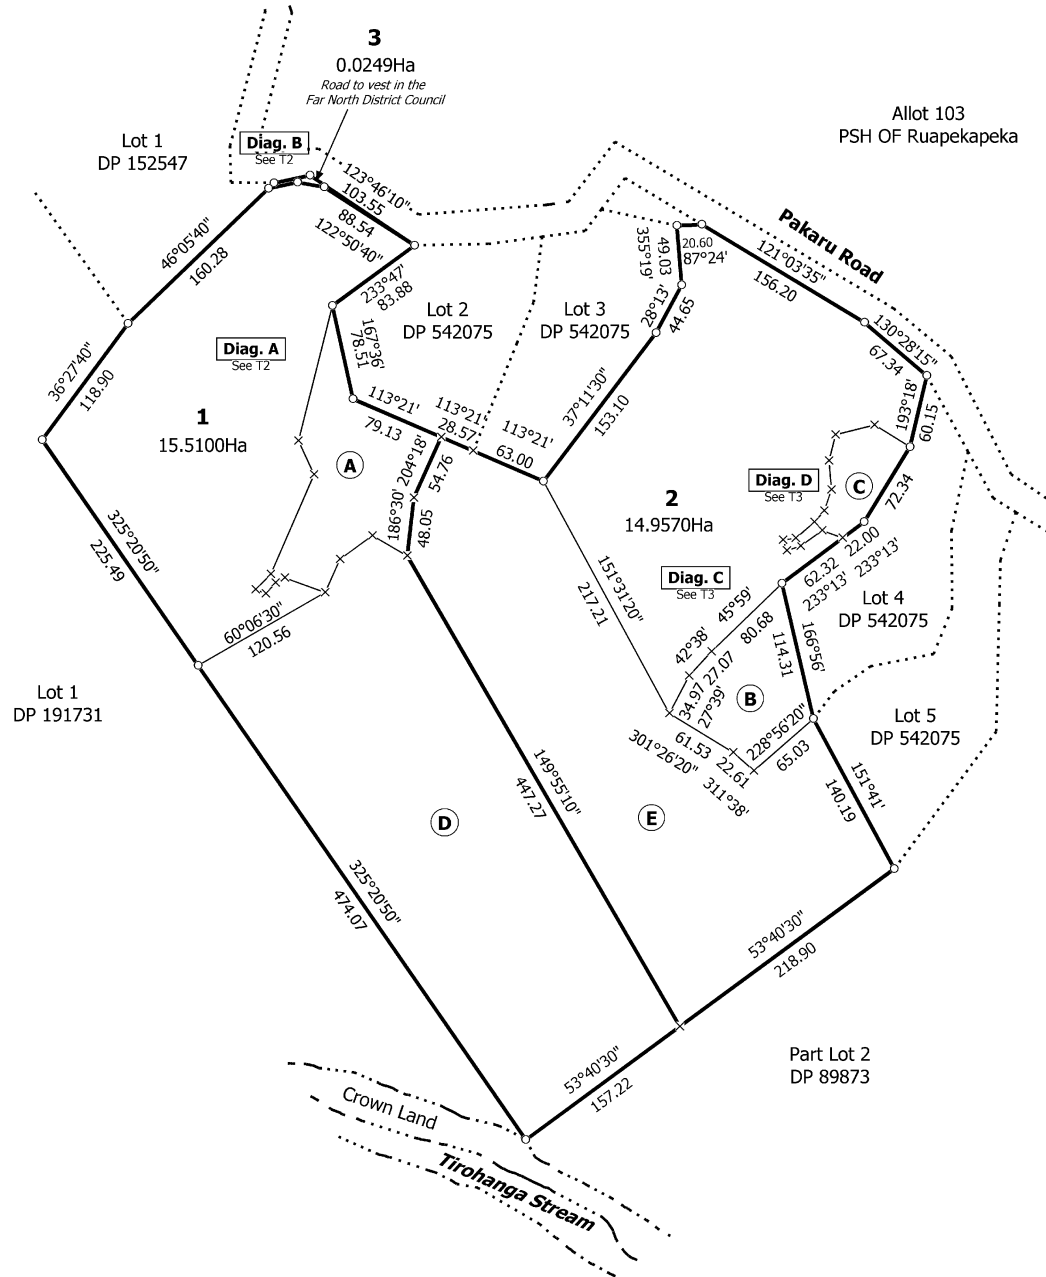 3
0.0249Ha
Road to vest in the
Far North District Council
Allot 103
PSH OF Ruapekapeka
Lot 1
DP 152547
Diag. B
See T2
123°46'10"
103.55
88.54
122°50'40"
46°05'40"
160.28
Pakaru Road
121°03'35"
156.20
20.60
87°24'
355°19'
49.03
233°47'
83.88
28°13'
44.65
Lot 2
DP 542075
Lot 3
DP 542075
130°28'15"
67.34
167°36'
78.51
Diag. A
See T2
36°27'40"
118.90
193°18'
60.15
37°11'30"
153.10
1
15.5100Ha
113°21'
79.13
113°21'
28.57
113°21'
63.00
A
204°18'
54.76
Diag. D
See T3
C
72.34
2
14.9570Ha
186°30'
48.05
22.00
233°13'
62.32
233°13'
325°20'50"
225.49
151°31'20"
217.21
Diag. C
See T3
45°59'
80.68
Lot 4
DP 542075
60°06'30"
120.56
42°38'
27.07
166°56'
114.31
34.97
27°39'
B
Lot 1
DP 191731
Lot 5
DP 542075
61.53
301°26'20"
22.61
311°38'
228°56'20"
65.03
149°55'10"
447.27
151°41'
140.19
D
E
325°20'50"
474.07
53°40'30"
218.90
Part Lot 2
DP 89873
53°40'30"
157.22
Crown Land
Tirohanga Stream